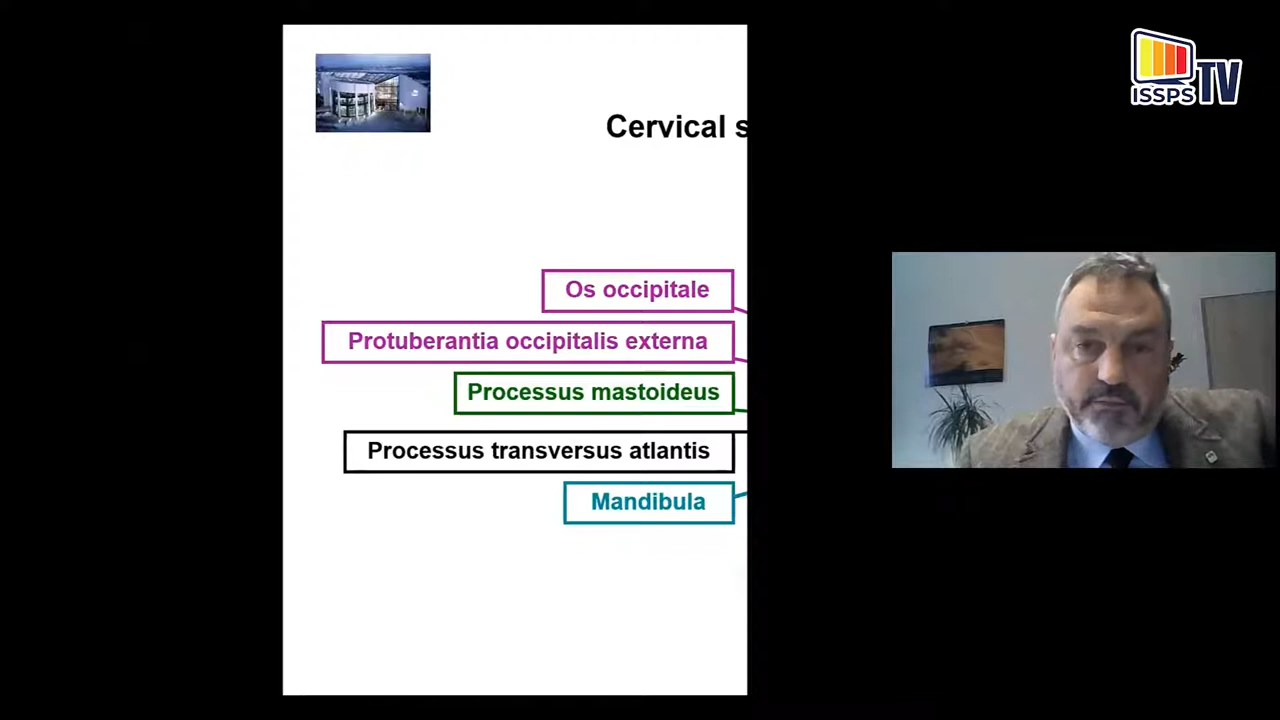 ISSPS TV
Cervical s
Os occipitale
Protuberantia occipitalis externa
Processus mastoideus
Processus transversus atlantis
Mandibula